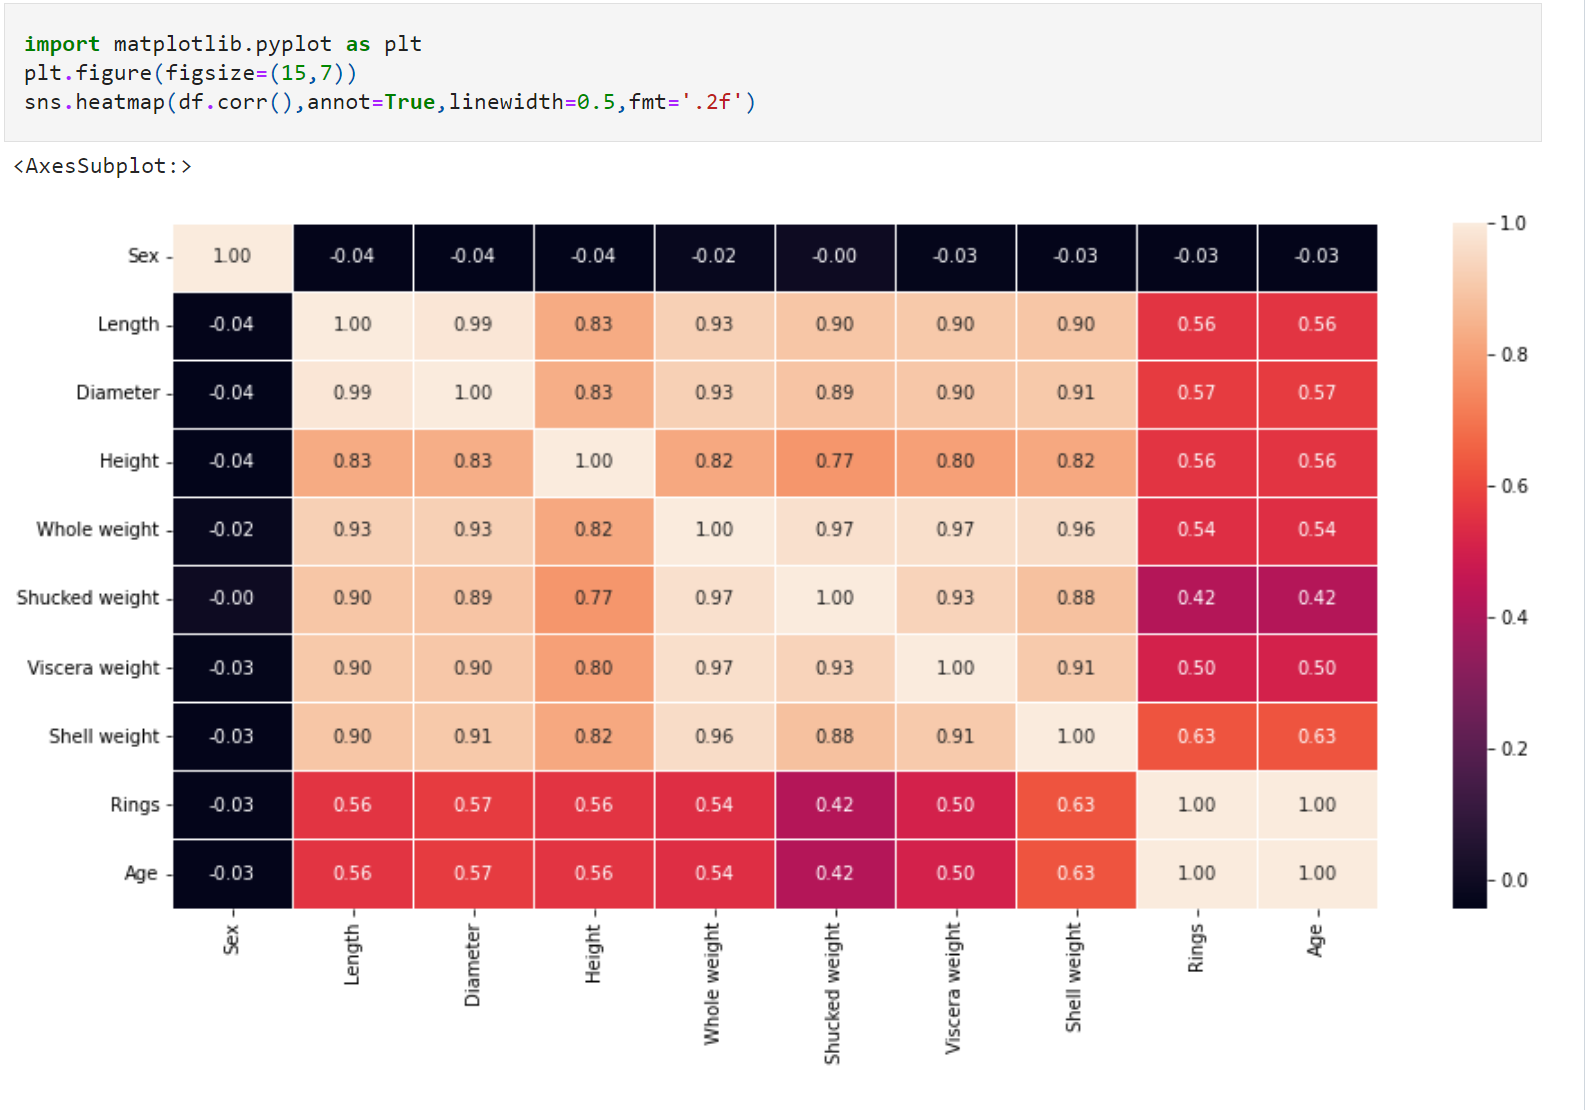 import matplotlib.pyplot as plt
plt.figure(figsize=(15,7))
sns.heatmap(df.corr(),annot=True,linewidth=0.5,fmt='.2f')
<AxesSubplot:>
Sex 1.00 -0.04 -0.04 -0.04 -0.02 -0.00 -0.03 -0.03 -0.03 -0.03
Length -0.04 1.00 0.99 0.83 0.93 0.90 0.90 0.90 0.56 0.56
Diameter -0.04 0.99 1.00 0.83 0.93 0.89 0.90 0.91 0.57 0.57
Height -0.04 0.83 0.83 1.00 0.82 0.77 0.80 0.82 0.56 0.56
Whole weight -0.02 0.93 0.93 0.82 1.00 0.97 0.97 0.96 0.54 0.54
Shucked weight -0.00 0.90 0.89 0.77 0.97 1.00 0.93 0.88 0.42 0.42
Viscera weight -0.03 0.90 0.90 0.80 0.97 0.93 1.00 0.91 0.50 0.50
Shell weight -0.03 0.90 0.91 0.82 0.96 0.88 0.91 1.00 0.63 0.63
Rings -0.03 0.56 0.57 0.56 0.54 0.42 0.50 0.63 1.00 1.00
Age -0.03 0.56 0.57 0.56 0.54 0.42 0.50 0.63 1.00 1.00
Sex Length Diameter Height Whole weight Shucked weight Viscera weight Shell weight Rings Age
1.0
0.8
0.6
0.4
0.2
0.0